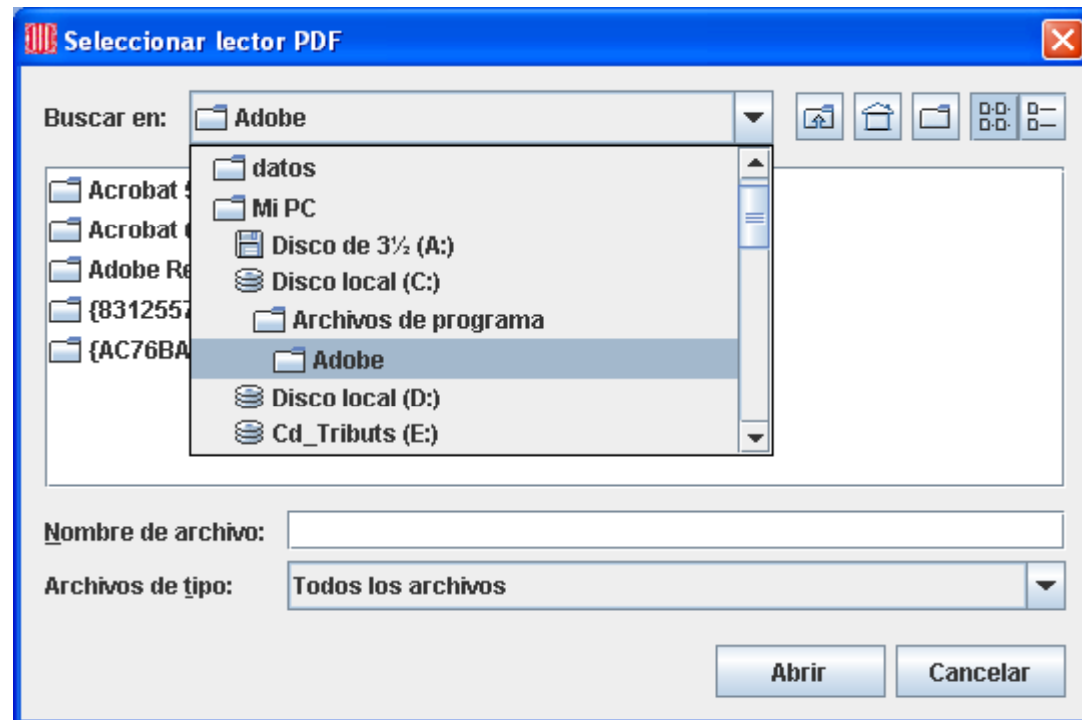 Seleccionar lector PDF
Buscar en: Adobe
datos
Mi PC
Disco de 3½ (A:)
Disco local (C:)
Archivos de programa
Adobe
Disco local (D:)
Cd_Tributs (E:)
Acrobat
Acrobat
Adobe
{8312557
{AC76BA
Nombre de archivo:
Archivos de tipo: Todos los archivos
Abrir Cancelar